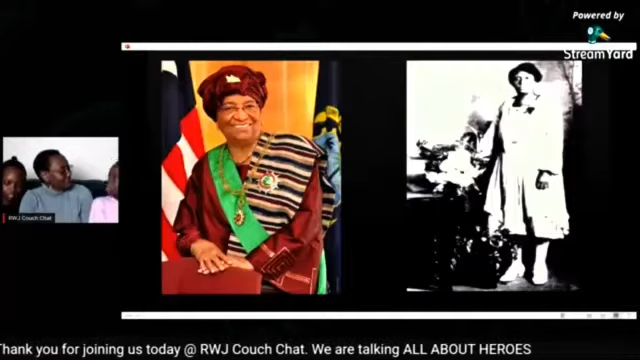 Powered by
StreamYard
RWJ Couch Chat
Thank you for joining us today @ RWJ Couch Chat. We are talking ALL ABOUT HEROES